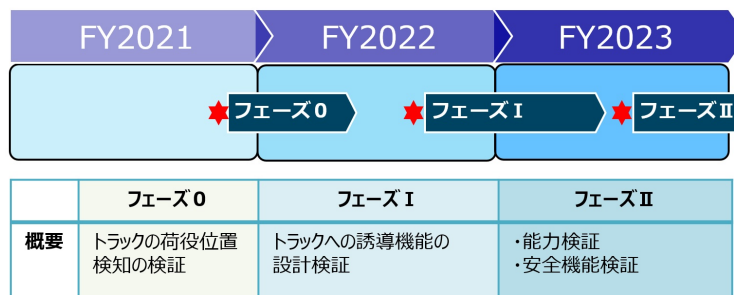 FY2021 FY2022 FY2023
フェーズ0 フェーズⅠ フェーズⅡ
フェーズ0 フェーズⅠ フェーズⅡ
概要 トラックの荷役位置 トラックへの誘導機能の ・能力検証
検知の検証 設計検証 ・安全機能検証